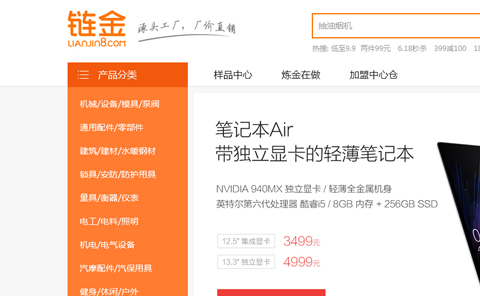 链金
LIANJIN8.COM
源头工厂，厂价直销
抽油烟机
热搜: 低至9.9 两件99元 6.18秒杀 399减100
产品分类
样品中心
炼金在做
加盟中心仓
机械/设备/模具/泵阀
通用配件/零部件
建筑/建材/水暖钢材
锁具/安防/防护用具
量具/衡器/仪表
电工/电料/照明
机电/电气设备
汽摩配件/汽保用具
健身/休闲/户外
笔记本Air
带独立显卡的轻薄笔记本
NVIDIA 940MX 独立显卡 / 轻薄全金属机身
英特尔第六代处理器 酷睿i5 / 8GB 内存 + 256GB SSD
12.5" 集成显卡 3499元
13.3" 独立显卡 4999元